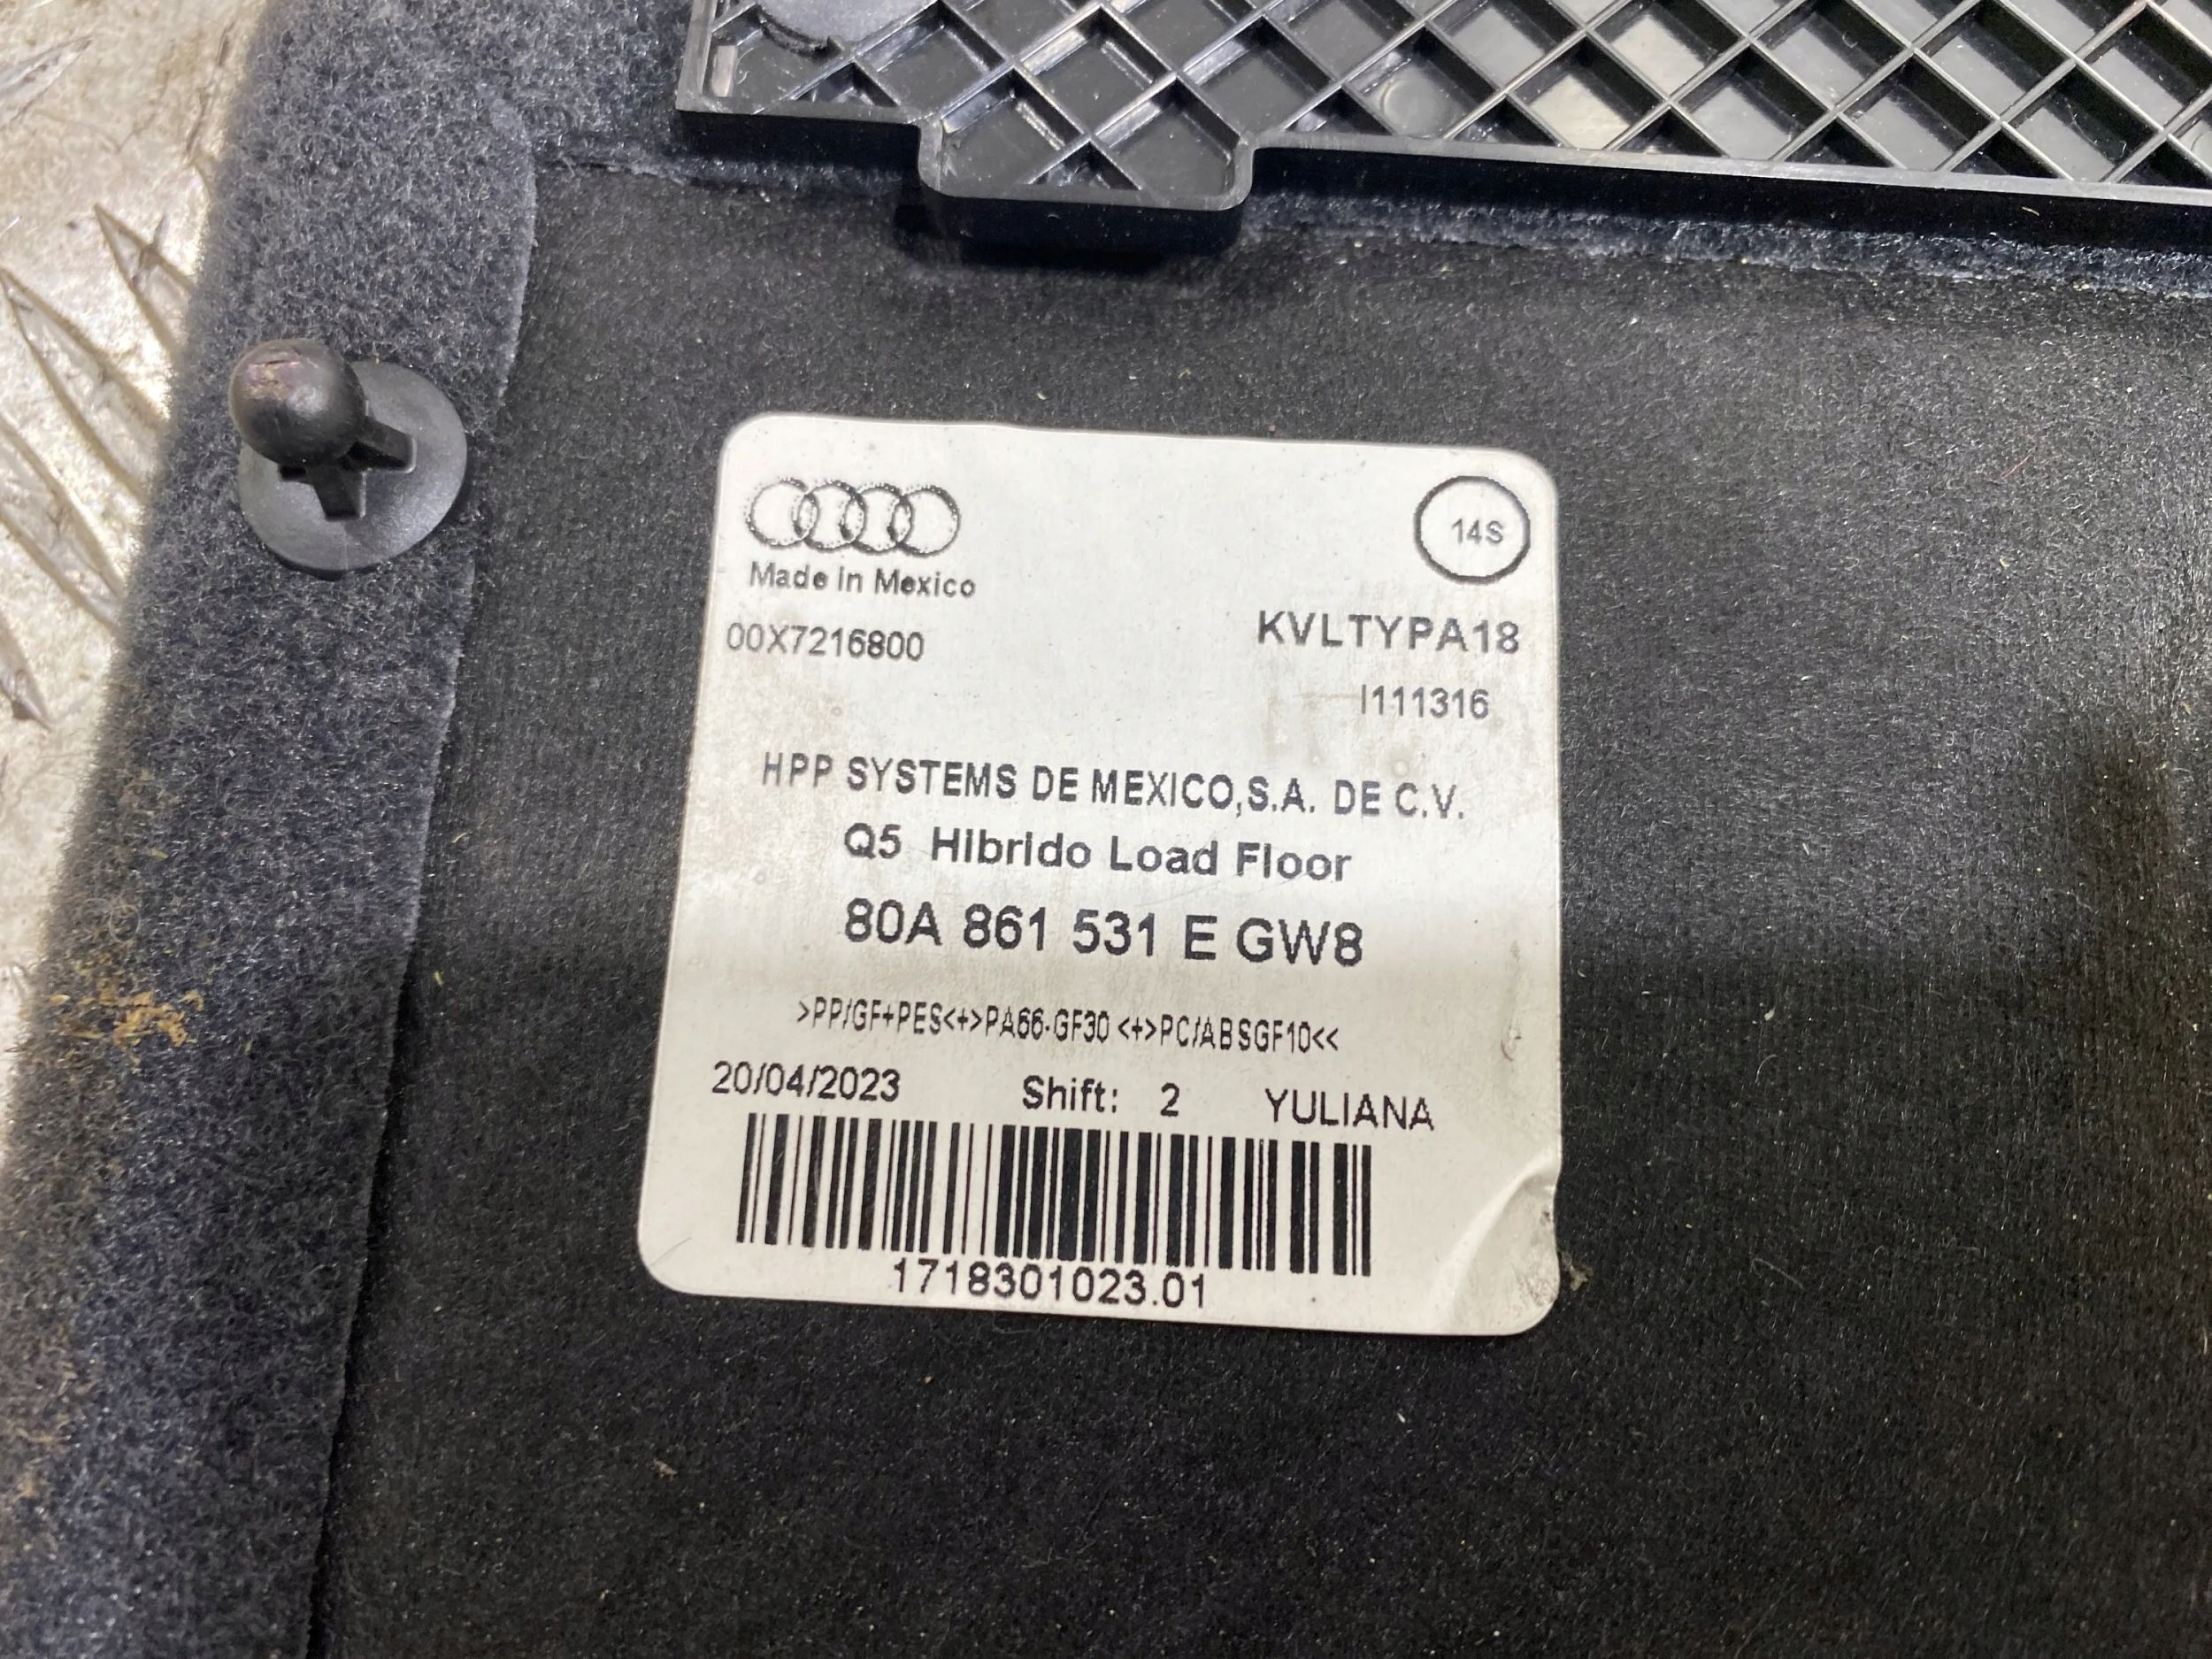 14S
Made in Mexico
00X7216800
KVLTYPA18
I111316
HPP SYSTEMS DE MEXICO,S.A. DE C.V.
Q5 Hibrido Load Floor
80A 861 531 E GW8
>PP/GF+PES<+>PA66-GF30 <+>PC/ABSGF10<<
20/04/2023 Shift: 2 YULIANA
1718301023.01